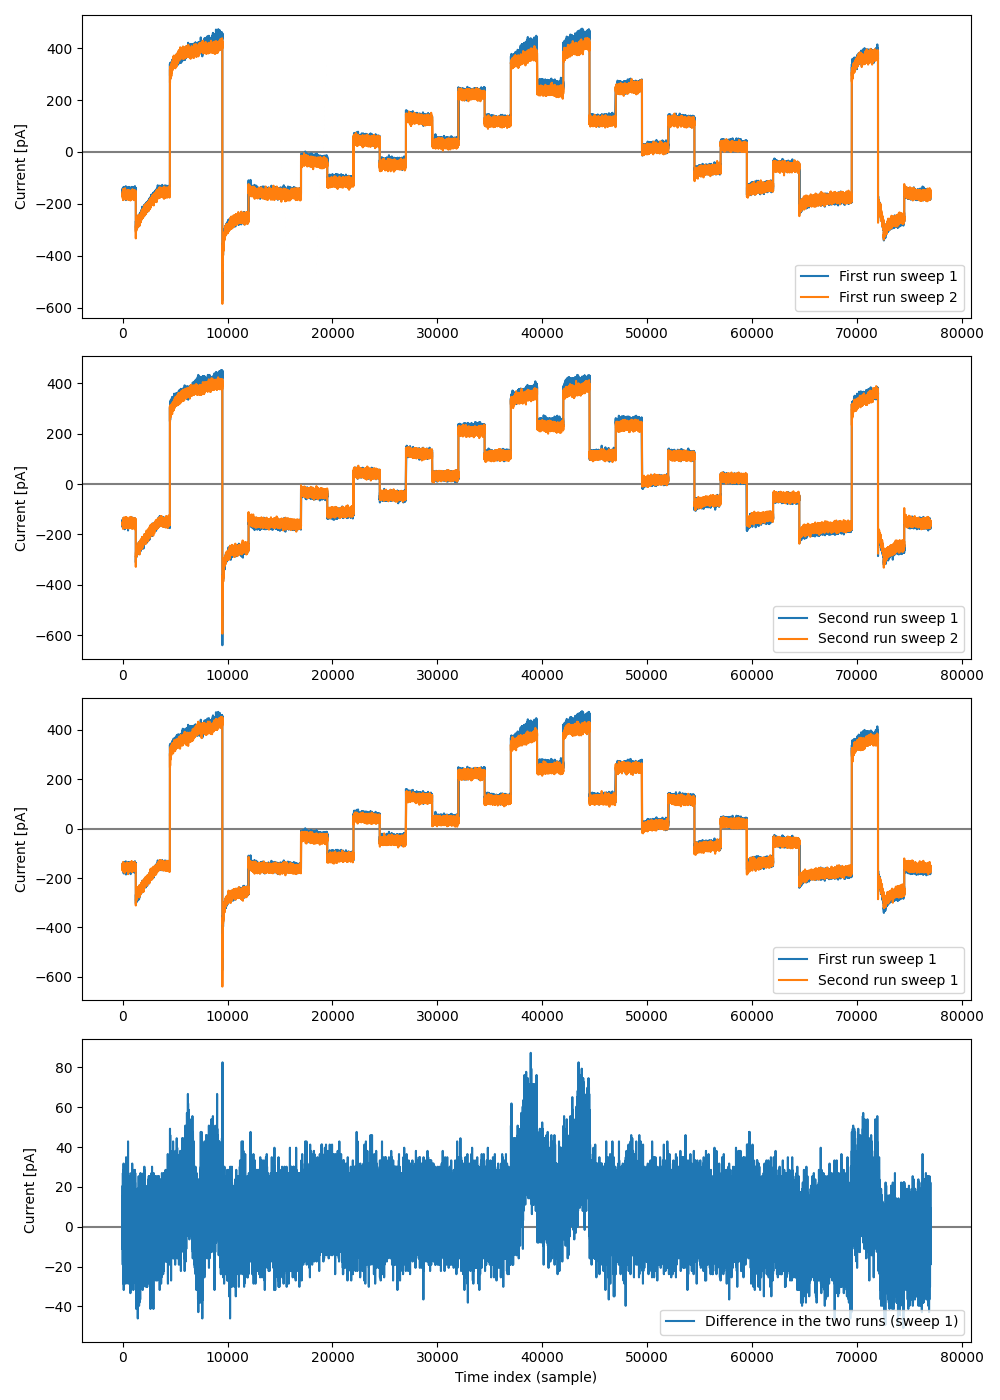 400
200
0
−200
−400
−600
Current [pA]
First run sweep 1
First run sweep 2
0 10000 20000 30000 40000 50000 60000 70000 80000
400
200
0
−200
−400
−600
Current [pA]
Second run sweep 1
Second run sweep 2
0 10000 20000 30000 40000 50000 60000 70000 80000
400
200
0
−200
−400
−600
Current [pA]
First run sweep 1
Second run sweep 1
0 10000 20000 30000 40000 50000 60000 70000 80000
80
60
40
20
0
−20
−40
Current [pA]
Difference in the two runs (sweep 1)
0 10000 20000 30000 40000 50000 60000 70000 80000
Time index (sample)